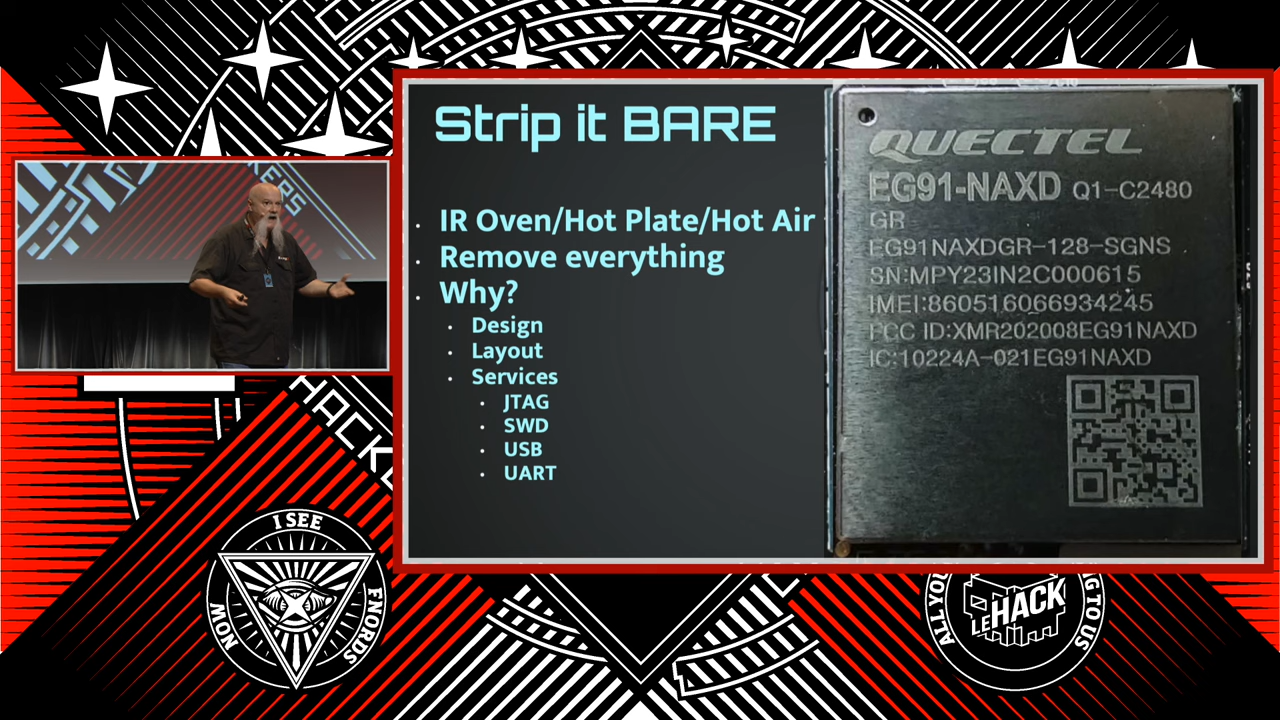 Strip it BARE
IR Oven/Hot Plate/Hot Air
Remove everything
Why?
Design
Layout
Services
JTAG
SWD
USB
UART
QUECTEL
EG91-NAXD Q1-C2480
GR
EG91NAXDGR-128-SGNS
SN:MPY23IN2C000615
IMEI:860516066934245
FCC ID:XMR202008EG91NAXD
IC:10224A-021EG91NAXD
I SEE
FNORDS
NOW
LEHACK